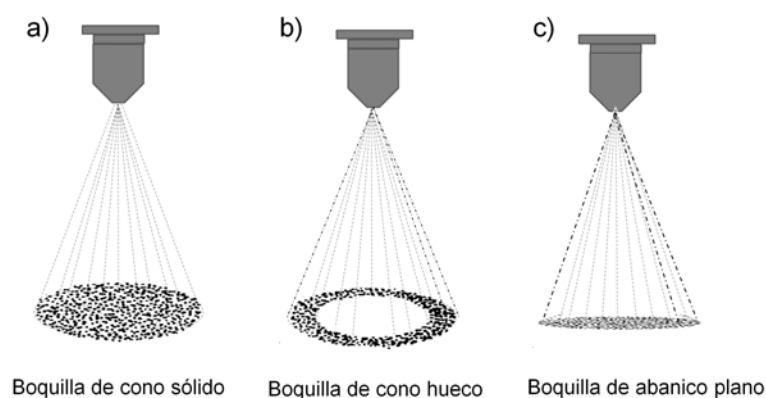 a)
b)
c)
Boquilla de cono sólido
Boquilla de cono hueco
Boquilla de abanico plano